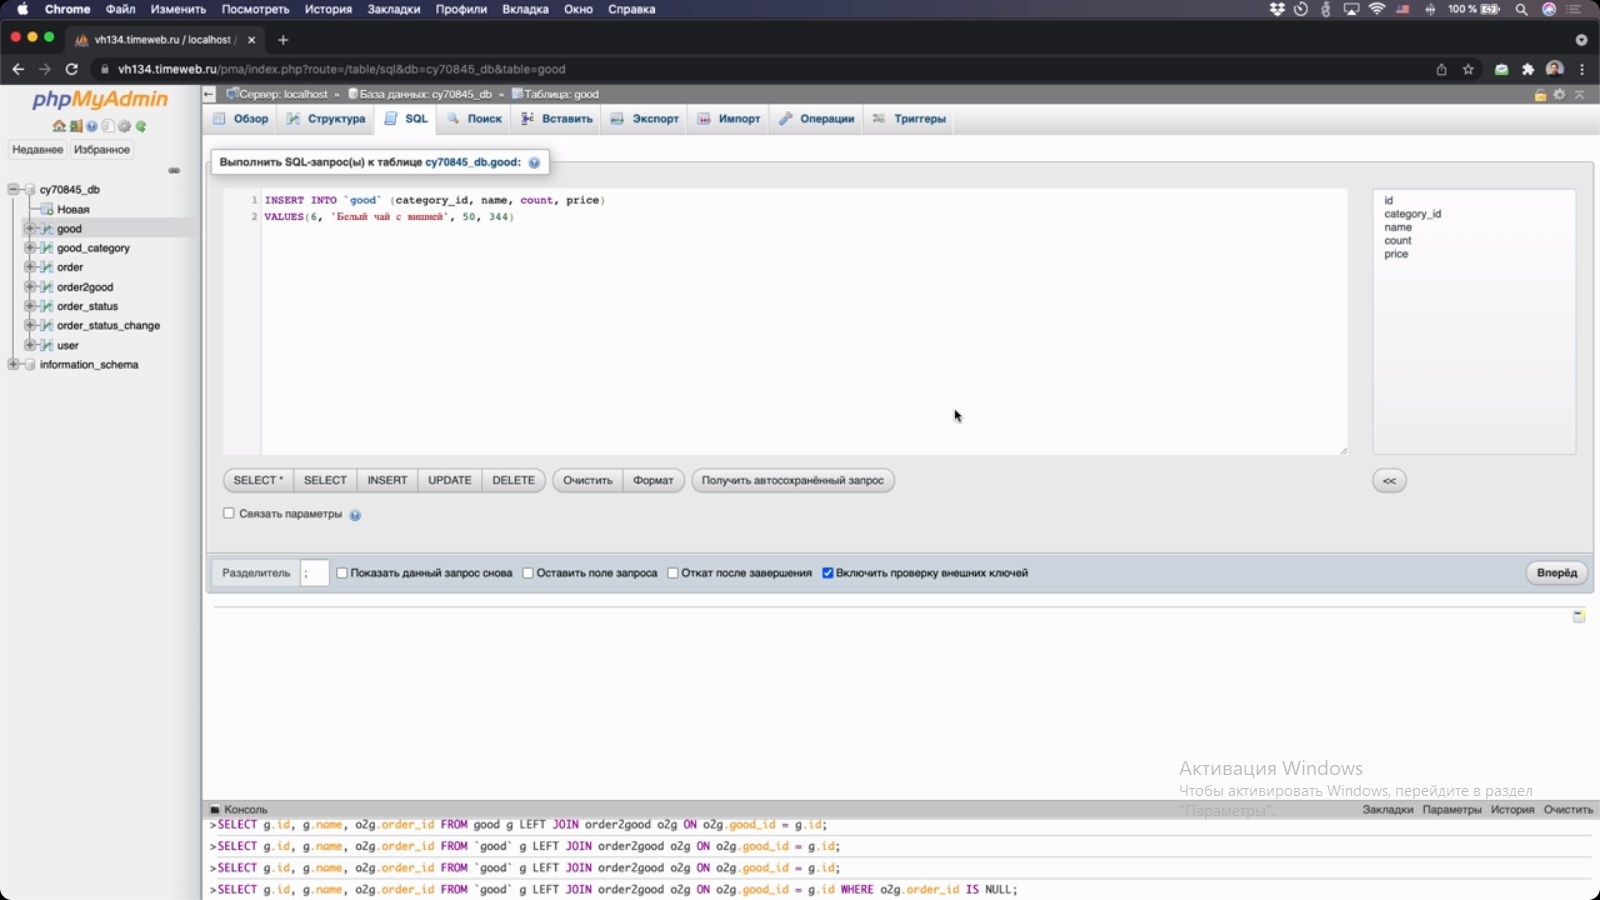 Chrome Файл Изменить Посмотреть История Закладки Профили Вкладка Окно Справка 100 %
vh134.timeweb.ru / localhost /
vh134.timeweb.ru/pma/index.php?route=/table/sql&db=cy70845_db&table=good
phpMyAdmin
Недавнее Избранное
cy70845_db
Новая
good
good_category
order
order2good
order_status
order_status_change
user
information_schema
Сервер: localhost » База данных: cy70845_db » Таблица: good
Обзор Структура SQL Поиск Вставить Экспорт Импорт Операции Триггеры
Выполнить SQL-запрос(ы) к таблице cy70845_db.good:
1 INSERT INTO `good` (category_id, name, count, price)
2 VALUES(6, 'Белый чай с вишней', 50, 344)
id
category_id
name
count
price
SELECT * SELECT INSERT UPDATE DELETE Очистить Формат Получить автосохранённый запрос <<
Связать параметры
Разделитель ; Показать данный запрос снова Оставить поле запроса Откат после завершения Включить проверку внешних ключей Вперёд
Активация Windows
Чтобы активировать Windows, перейдите в раздел
"Параметры".
Консоль Закладки Параметры История Очистить
>SELECT g.id, g.name, o2g.order_id FROM good g LEFT JOIN order2good o2g ON o2g.good_id = g.id;
>SELECT g.id, g.name, o2g.order_id FROM `good` g LEFT JOIN order2good o2g ON o2g.good_id = g.id;
>SELECT g.id, g.name, o2g.order_id FROM `good` g LEFT JOIN order2good o2g ON o2g.good_id = g.id;
>SELECT g.id, g.name, o2g.order_id FROM `good` g LEFT JOIN order2good o2g ON o2g.good_id = g.id WHERE o2g.order_id IS NULL;